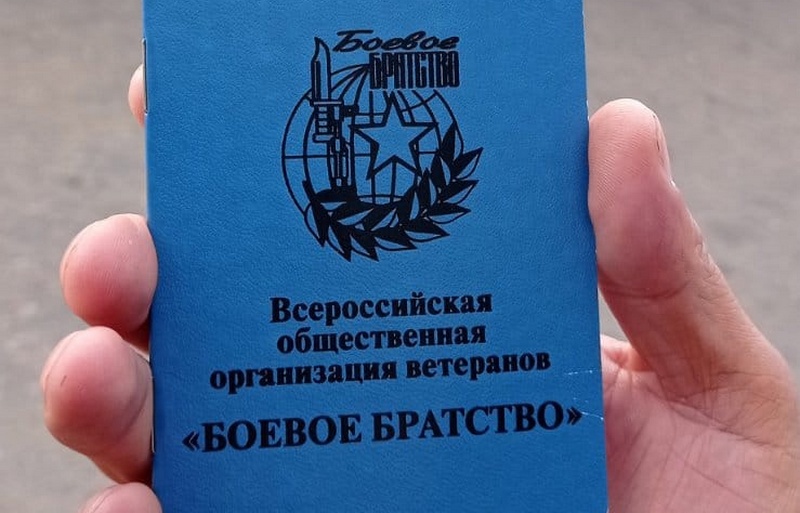 Боевое
БРАТСТВО
Всероссийская
общественная
организация ветеранов
«БОЕВОЕ БРАТСТВО»